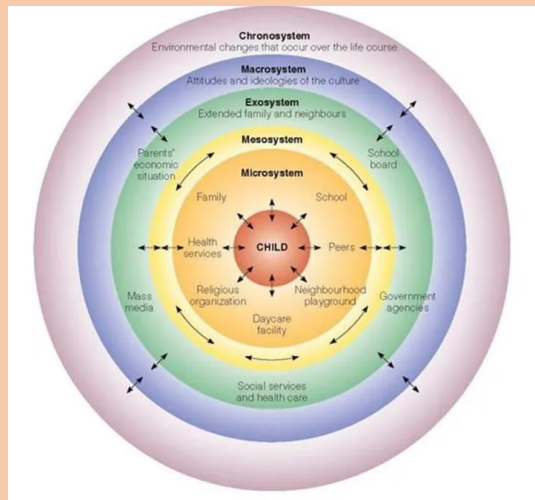 Chronosystem
Environmental changes that occur over the life course
Macrosystem
Attitudes and ideologies of the culture
Exosystem
Extended family and neighbours
Mesosystem
Parents'
economic
situation
School
board
Microsystem
Family
School
Health
services
CHILD
Peers
Religious
organization
Neighbourhood
playground
Mass
media
Government
agencies
Daycare
facility
Social services
and health care